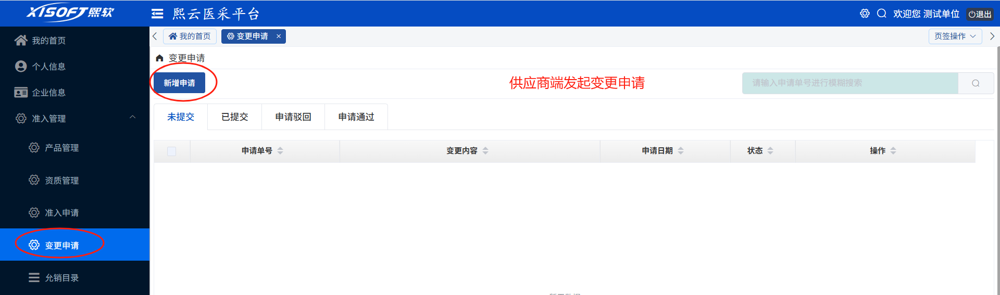 XISOFT熙软
熙云医采平台
欢迎您 测试单位
退出
我的首页
变更申请 ×
页签操作
我的首页
个人信息
企业信息
准入管理
产品管理
资质管理
准入申请
变更申请
允销目录
变更申请
新增申请
供应商端发起变更申请
请输入申请单号进行模糊搜索
未提交
已提交
申请驳回
申请通过
申请单号
变更内容
申请日期
状态
操作